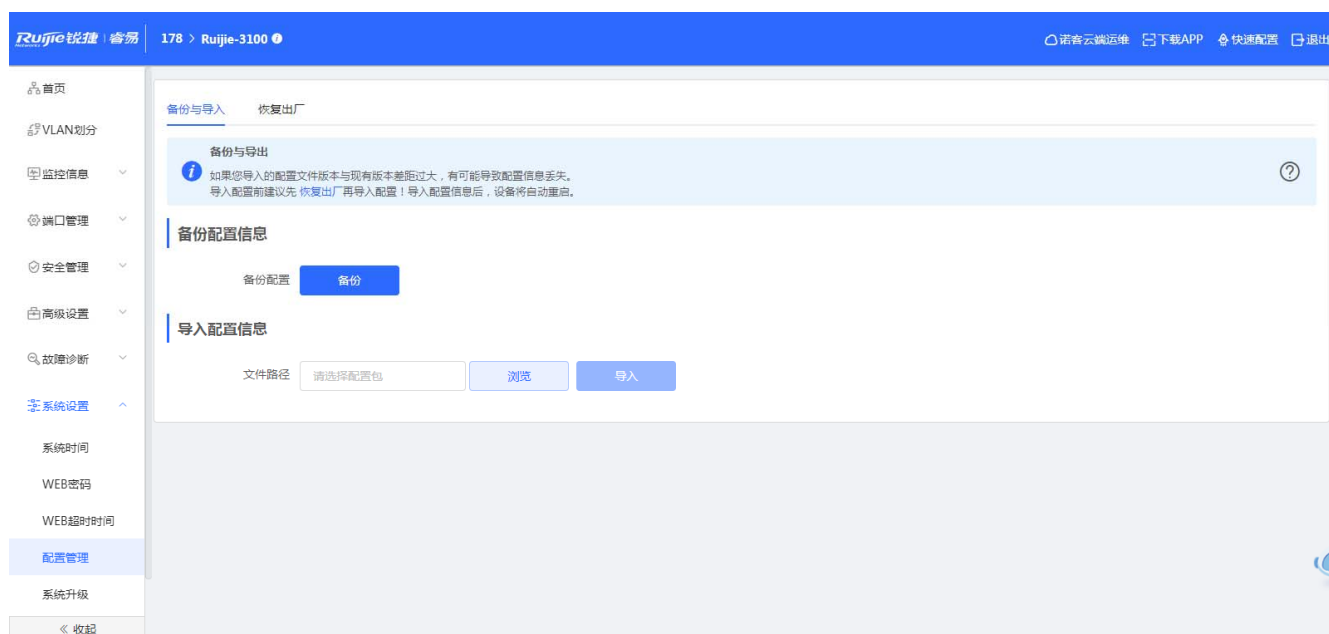 Ruijie锐捷 | 睿易
Networks
178 > Ruijie-3100
诺客云端运维 下载APP 快速配置 退出
首页
VLAN划分
监控信息
端口管理
安全管理
高级设置
故障诊断
系统设置
系统时间
WEB密码
WEB超时时间
配置管理
系统升级
《 收起
备份与导入 恢复出厂
备份与导出
如果您导入的配置文件版本与现有版本差距过大，有可能导致配置信息丢失。
导入配置前建议先 恢复出厂 再导入配置！导入配置信息后，设备将自动重启。
备份配置信息
备份配置 备份
导入配置信息
文件路径 请选择配置包 浏览 导入